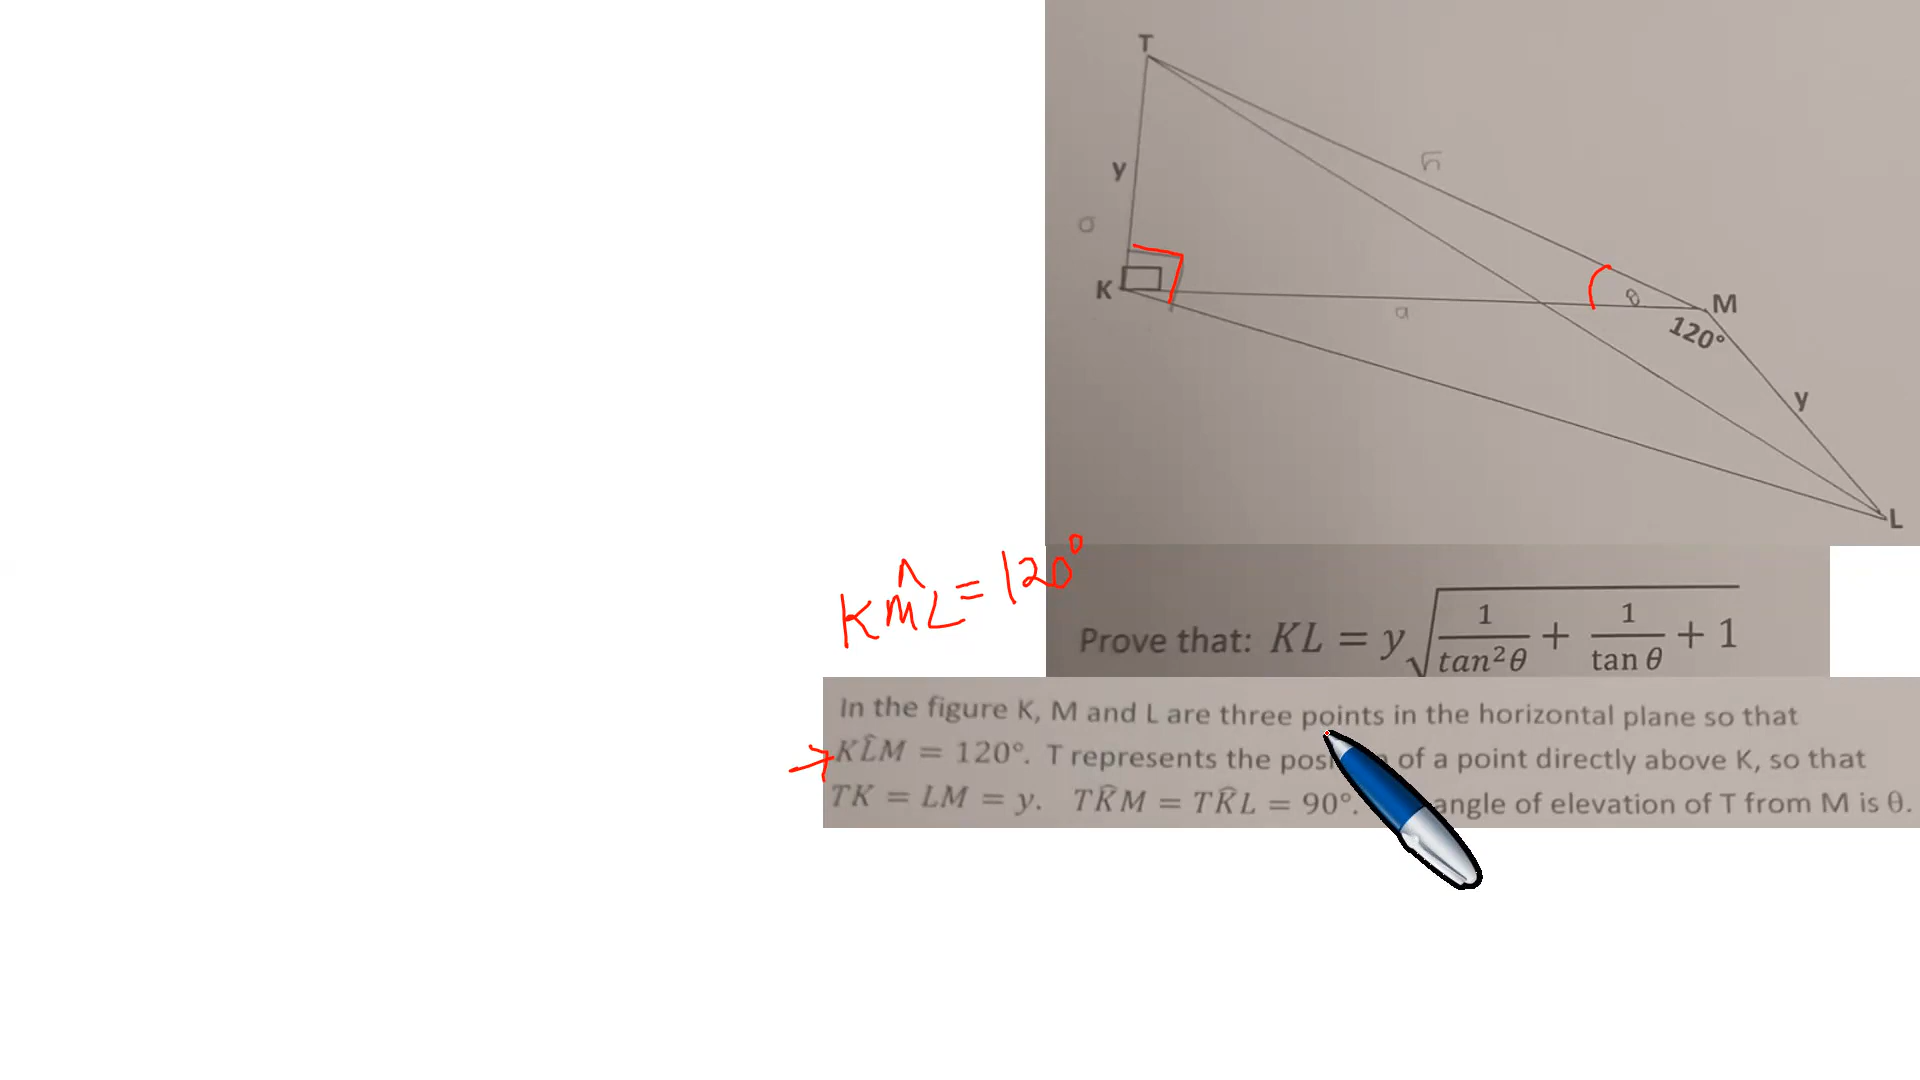 T
y
h
o
K
a
θ
M
120°
y
L
KM̂L = 120°
Prove that: KL = y√(1/tan²θ + 1/tan θ + 1)
In the figure K, M and L are three points in the horizontal plane so that
KL̂M = 120°. T represents the pos of a point directly above K, so that
TK = LM = y. TK̂M = TK̂L = 90°. angle of elevation of T from M is θ.